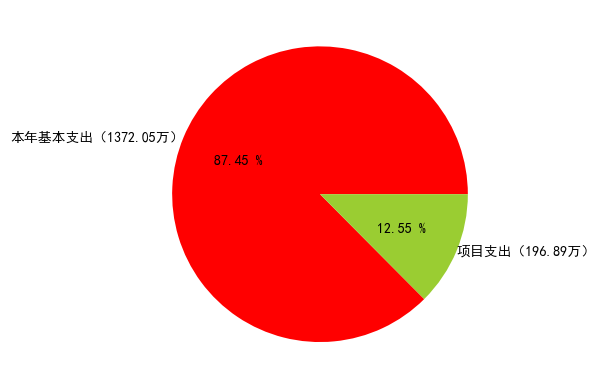 本年基本支出（1372.05万）
87.45 %
12.55 %
项目支出（196.89万）